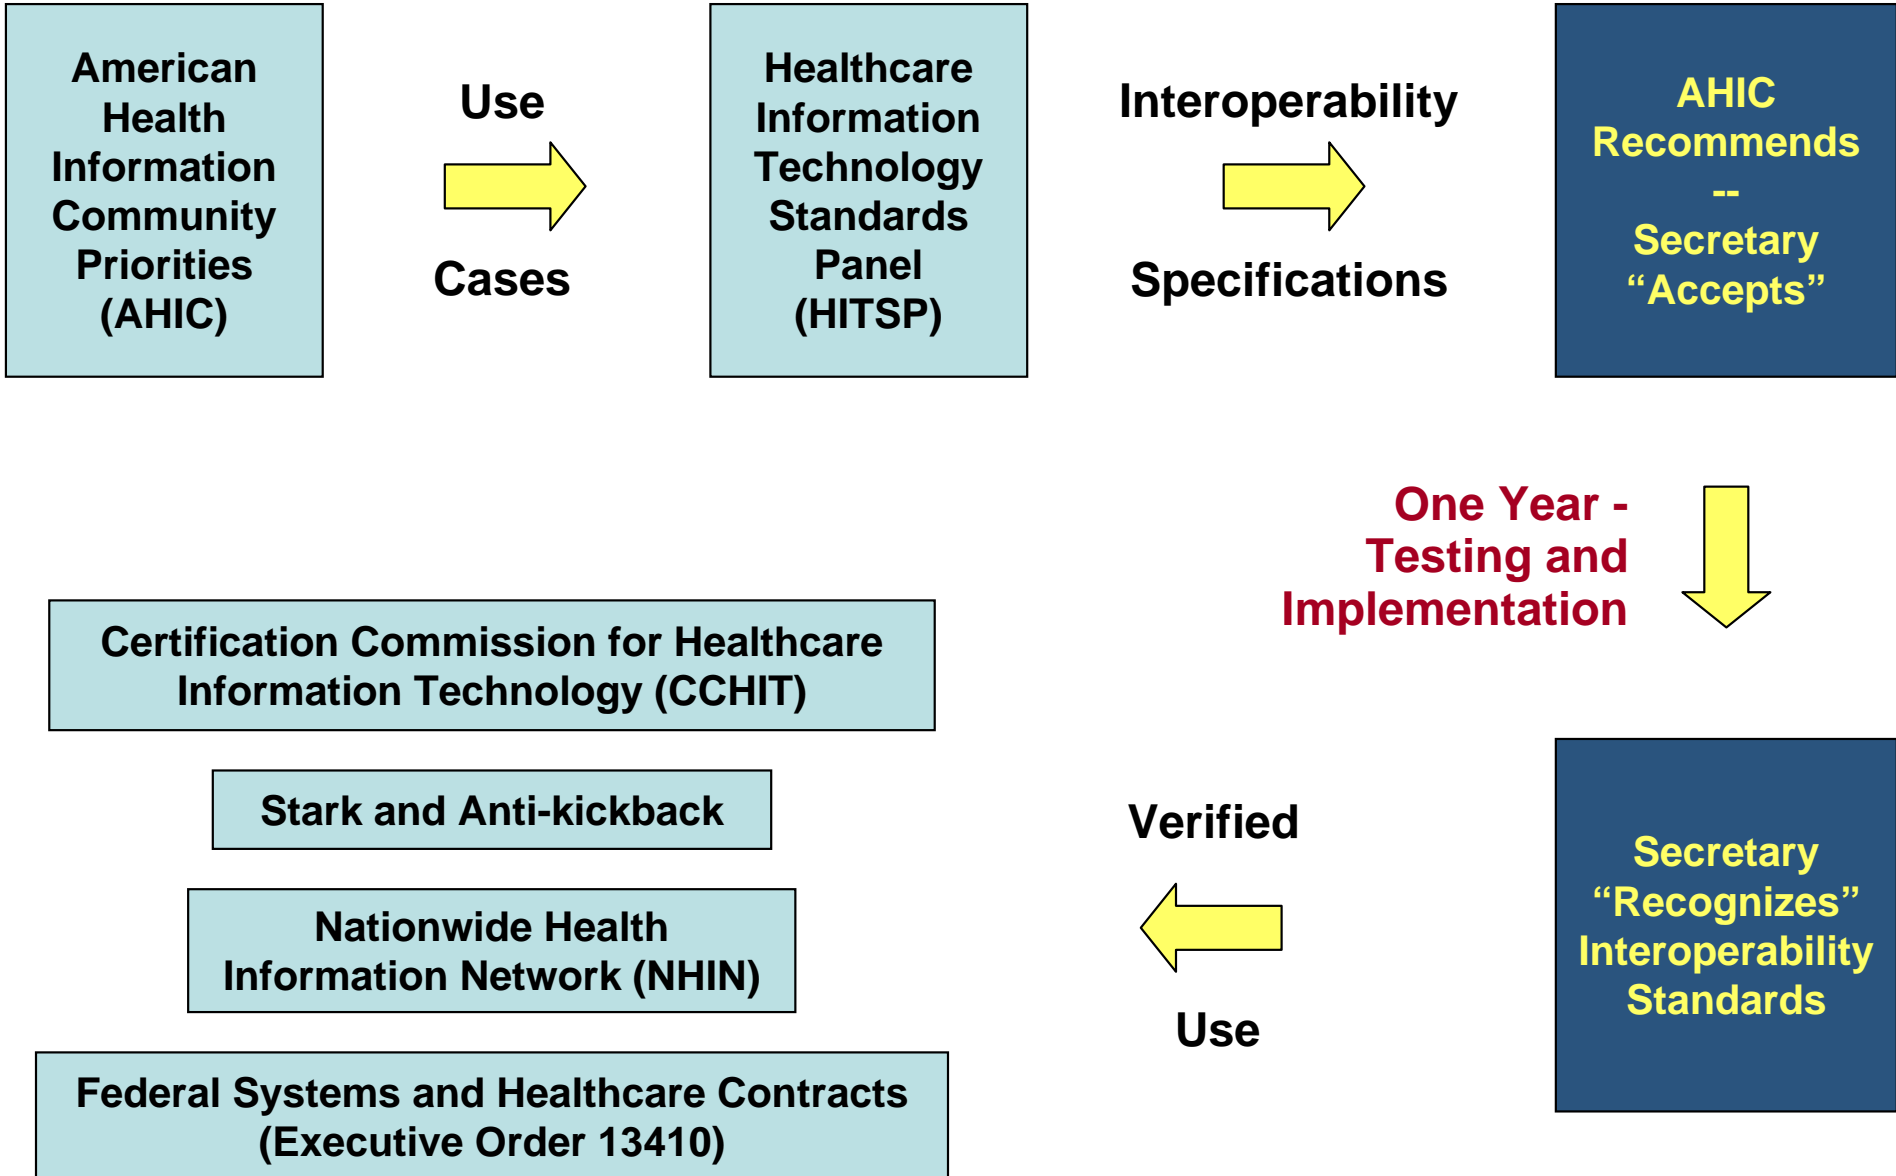 American
Health
Information
Community
Priorities
(AHIC)
Use
Cases
Healthcare
Information
Technology
Standards
Panel
(HITSP)
Interoperability
Specifications
AHIC
Recommends
--
Secretary
“Accepts”
One Year -
Testing and
Implementation
Secretary
“Recognizes”
Interoperability
Standards
Verified
Use
Certification Commission for Healthcare
Information Technology (CCHIT)
Stark and Anti-kickback
Nationwide Health
Information Network (NHIN)
Federal Systems and Healthcare Contracts
(Executive Order 13410)